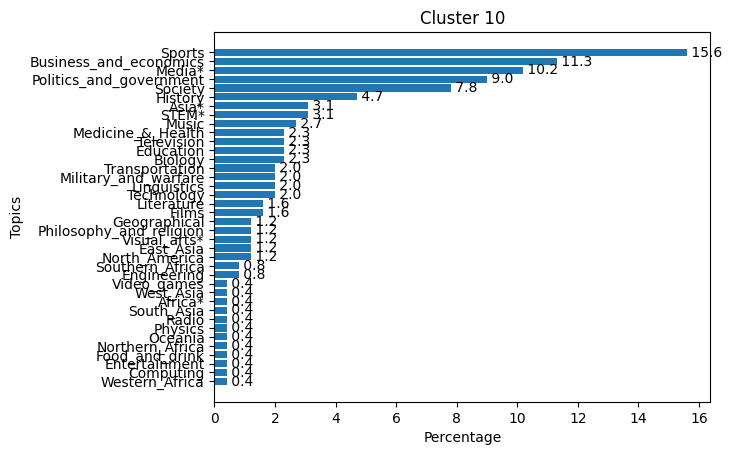 Cluster 10
Sports 15.6
Business_and_economics 11.3
Media* 10.2
Politics_and_government 9.0
Society 7.8
History 4.7
Asia* 3.1
STEM* 3.1
Music 2.7
Medicine_&_Health 2.3
Television 2.3
Education 2.3
Biology 2.3
Transportation 2.0
Military_and_warfare 2.0
Linguistics 2.0
Technology 2.0
Literature 1.6
Films 1.6
Geographical 1.2
Philosophy_and_religion 1.2
Visual_arts* 1.2
East_Asia 1.2
North_America 1.2
Southern_Africa 0.8
Engineering 0.8
Video_games 0.4
West_Asia 0.4
Africa* 0.4
South_Asia 0.4
Radio 0.4
Physics 0.4
Oceania 0.4
Northern_Africa 0.4
Food_and_drink 0.4
Entertainment 0.4
Computing 0.4
Western_Africa 0.4
Topics
0 2 4 6 8 10 12 14 16
Percentage